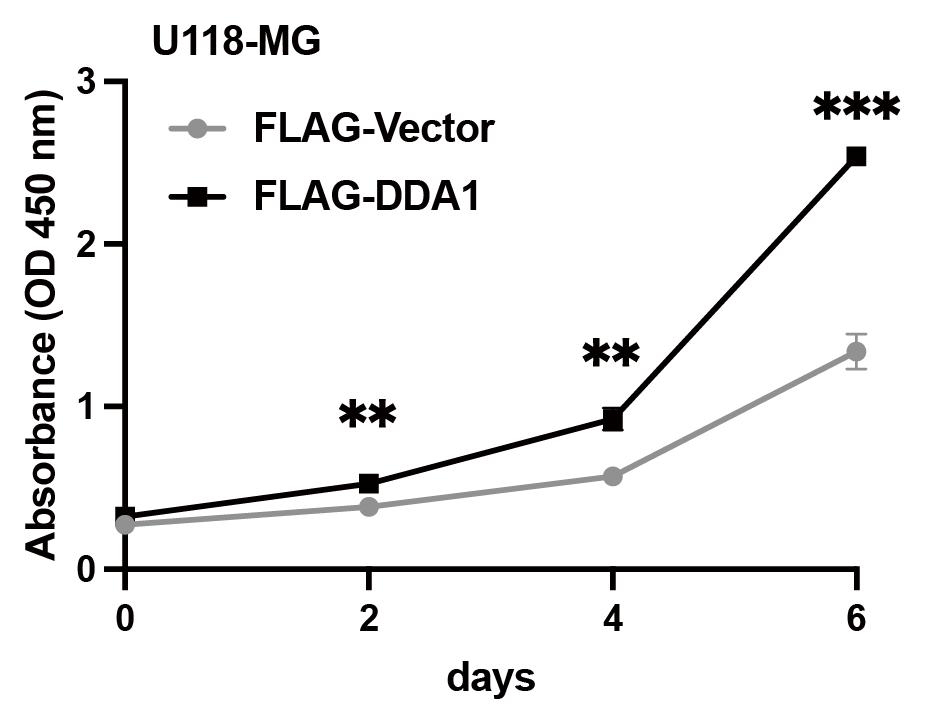 U118-MG
3
FLAG-Vector
FLAG-DDA1
***
2
**
1
**
0
Absorbance (OD 450 nm)
0 2 4 6
days